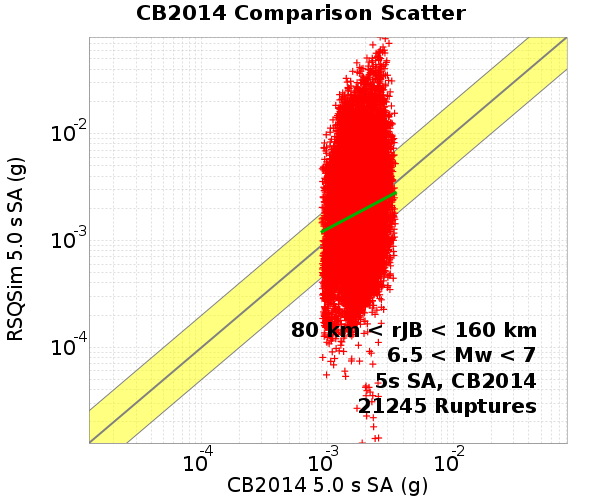 CB2014 Comparison Scatter
RSQSim 5.0 s SA (g)
10-2
10-3
10-4
80 km < rJB < 160 km
6.5 < Mw < 7
5s SA, CB2014
21245 Ruptures
10-4
10-3
10-2
CB2014 5.0 s SA (g)